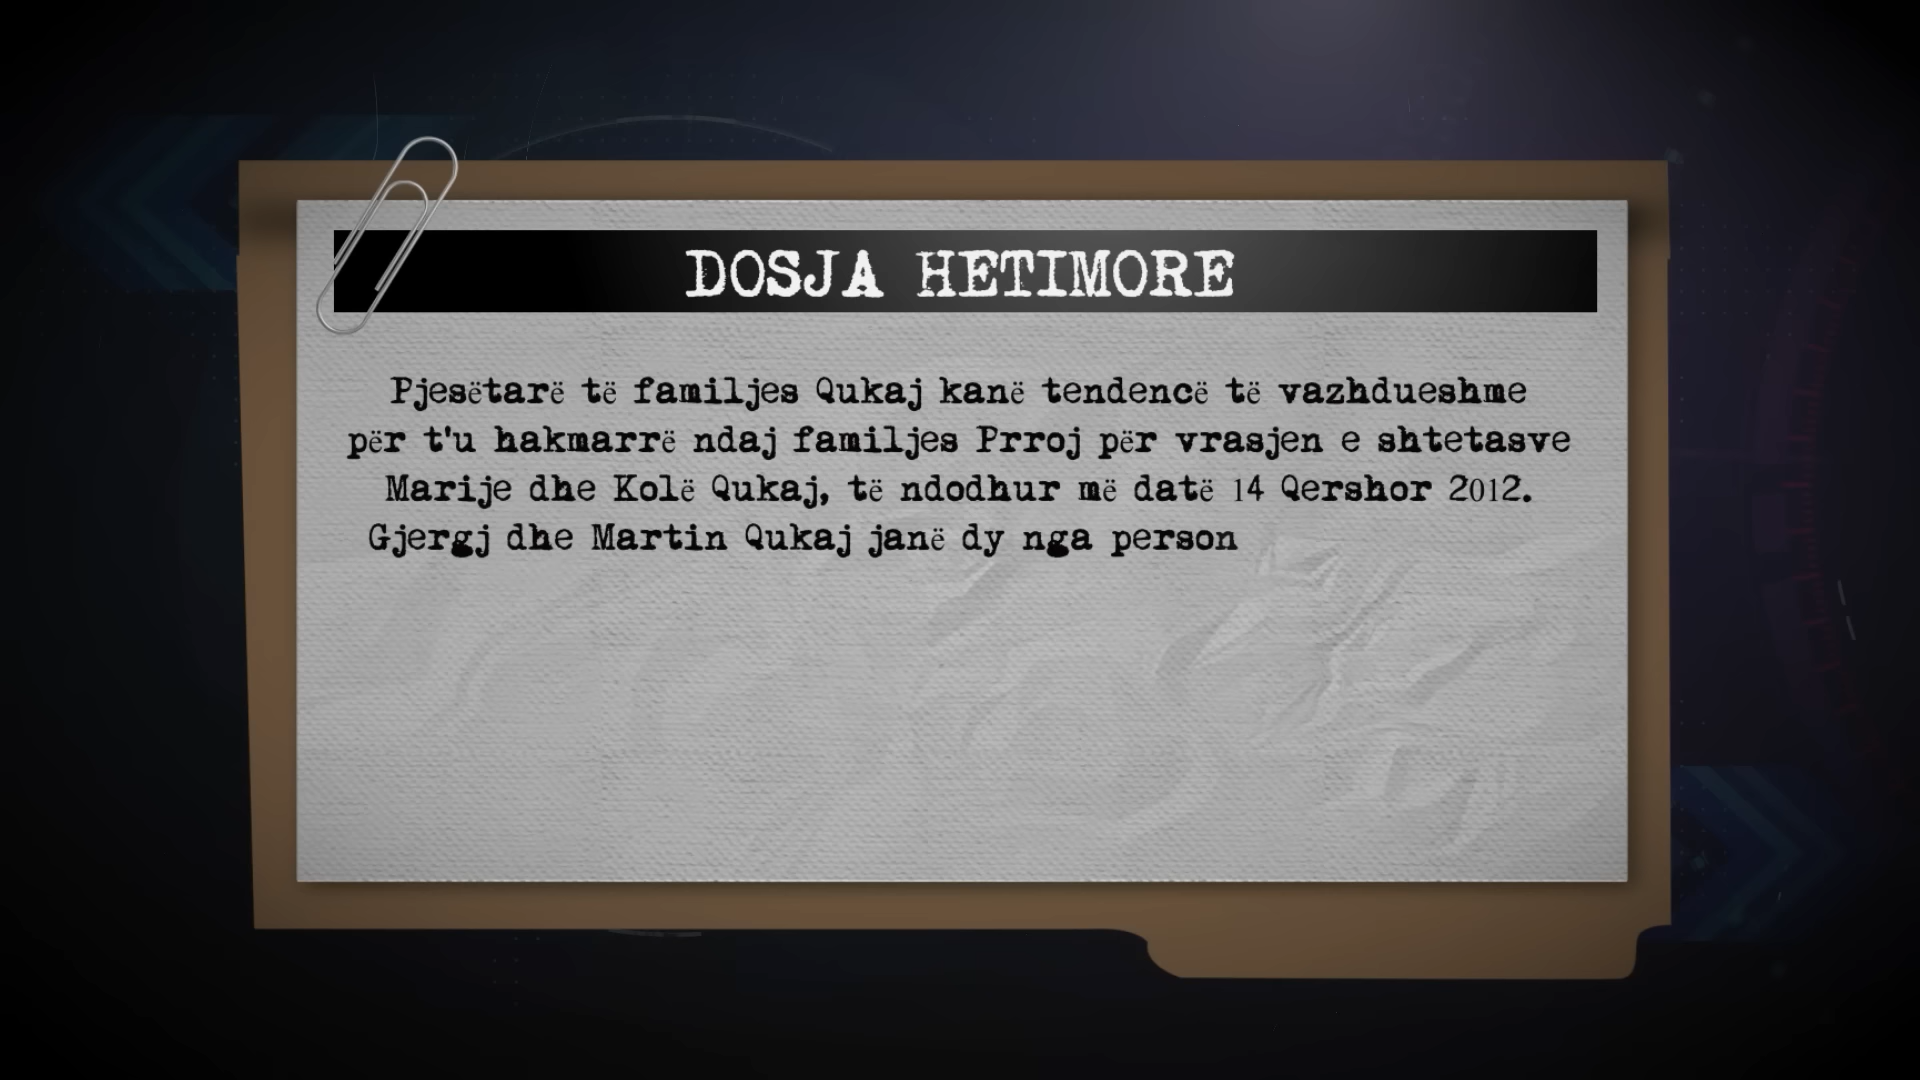 DOSJA HETIMORE
Pjesëtarë të familjes Qukaj kanë tendencë të vazhdueshme
për t'u hakmarrë ndaj familjes Prroj për vrasjen e shtetasve
Marije dhe Kolë Qukaj, të ndodhur më datë 14 Qershor 2012.
Gjergj dhe Martin Qukaj janë dy nga person